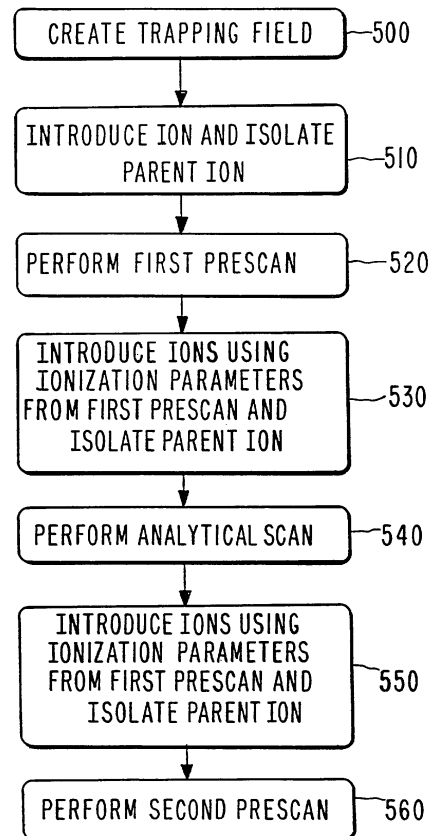 CREATE TRAPPING FIELD 500
INTRODUCE ION AND ISOLATE
PARENT ION
510
PERFORM FIRST PRESCAN 520
INTRODUCE IONS USING
IONIZATION PARAMETERS
FROM FIRST PRESCAN AND
ISOLATE PARENT ION
530
PERFORM ANALYTICAL SCAN 540
INTRODUCE IONS USING
IONIZATION PARAMETERS
FROM FIRST PRESCAN AND
ISOLATE PARENT ION
550
PERFORM SECOND PRESCAN 560